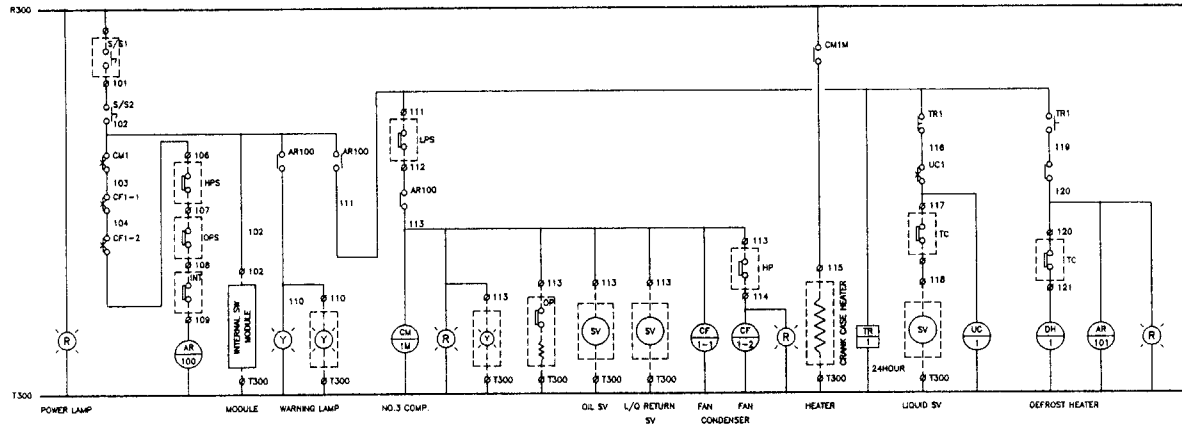 R300
S/S1
101
S/S2
102
CM1
103
CF1-1
104
CF1-2
106
HPS
107
OPS
108
INT
109
AR
100
R
102
102
INTERNAL SW
MODULE
T300
AR100
110
Y
110
Y
T300
AR100
111
111
LPS
112
AR100
113
CM
1M
R
113
Y
T300
113
OPI
T300
113
SV
T300
113
SV
T300
CF
1-1
113
HP
114
CF
1-2
R
CM1M
115
CRANK CASE HEATER
T300
TR
1
24HOUR
TR1
116
UC1
117
TC
118
SV
T300
UC
1
TR1
119
120
120
TC
121
DH
1
AR
101
R
T300
POWER LAMP
MODULE
WARNING LAMP
NO.3 COMP.
OIL SV
L/Q RETURN
SV
FAN
FAN
CONDENSER
HEATER
LIQUID SV
DEFROST HEATER